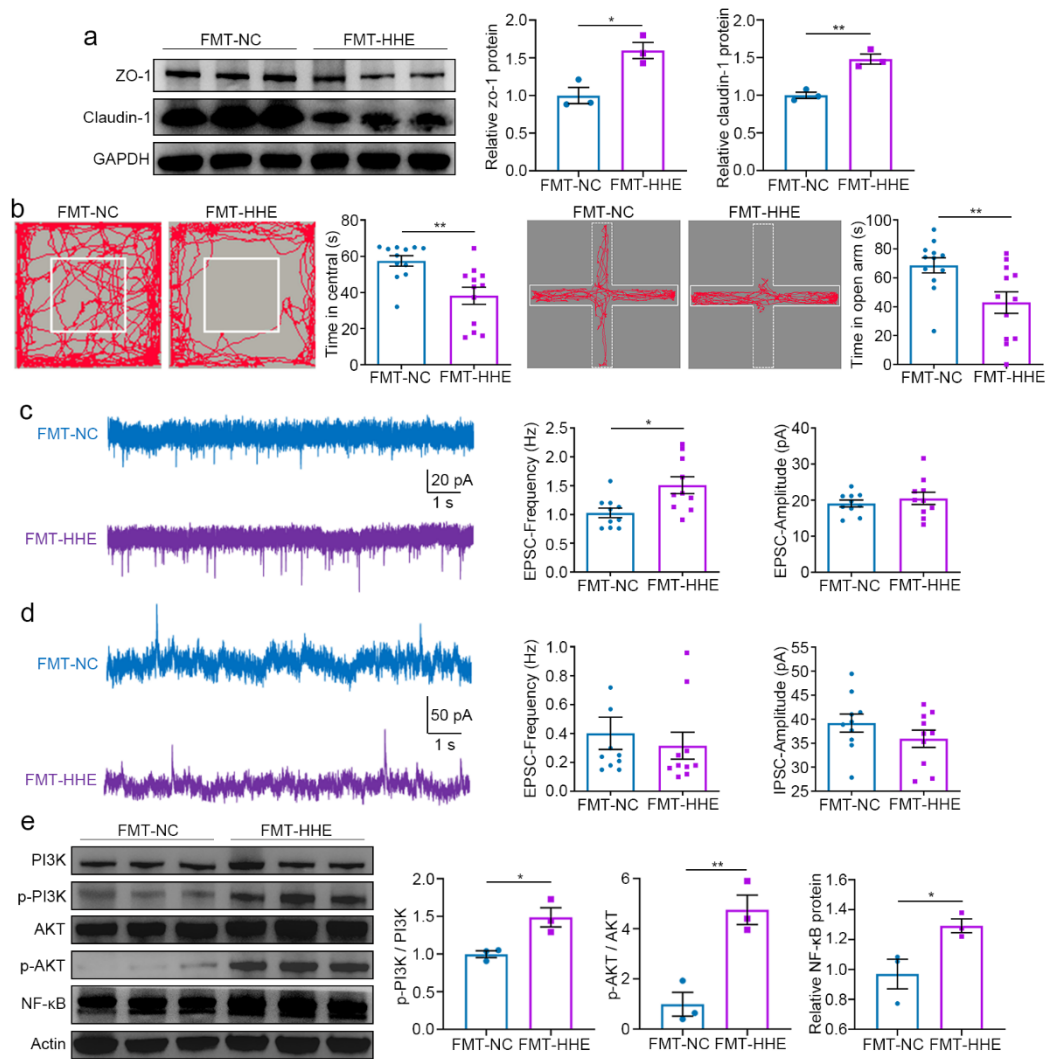 a
FMT-NC FMT-HHE
ZO-1
Claudin-1
GAPDH
Relative zo-1 protein
2.0
1.5
1.0
0.5
0.0
*
FMT-NC FMT-HHE
Relative claudin-1 protein
2.0
1.5
1.0
0.5
0.0
**
FMT-NC FMT-HHE
b
FMT-NC FMT-HHE
Time in central (s)
80
60
40
20
0
**
FMT-NC FMT-HHE
FMT-NC FMT-HHE
Time in open arm (s)
100
80
60
40
20
0
**
FMT-NC FMT-HHE
c
FMT-NC
20 pA
1 s
FMT-HHE
EPSC-Frequency (Hz)
2.5
2.0
1.5
1.0
0.5
0.0
*
FMT-NC FMT-HHE
EPSC-Amplitude (pA)
40
30
20
10
0
FMT-NC FMT-HHE
d
FMT-NC
50 pA
1 s
FMT-HHE
EPSC-Frequency (Hz)
1.0
0.8
0.6
0.4
0.2
0.0
FMT-NC FMT-HHE
IPSC-Amplitude (pA)
55
50
45
40
35
30
25
FMT-NC FMT-HHE
e
FMT-NC FMT-HHE
PI3K
p-PI3K
AKT
p-AKT
NF-κB
Actin
p-PI3K / PI3K
2.0
1.5
1.0
0.5
0.0
*
FMT-NC FMT-HHE
p-AKT / AKT
6
4
2
0
**
FMT-NC FMT-HHE
Relative NF-κB protein
1.6
1.4
1.2
1.0
0.8
0.6
*
FMT-NC FMT-HHE